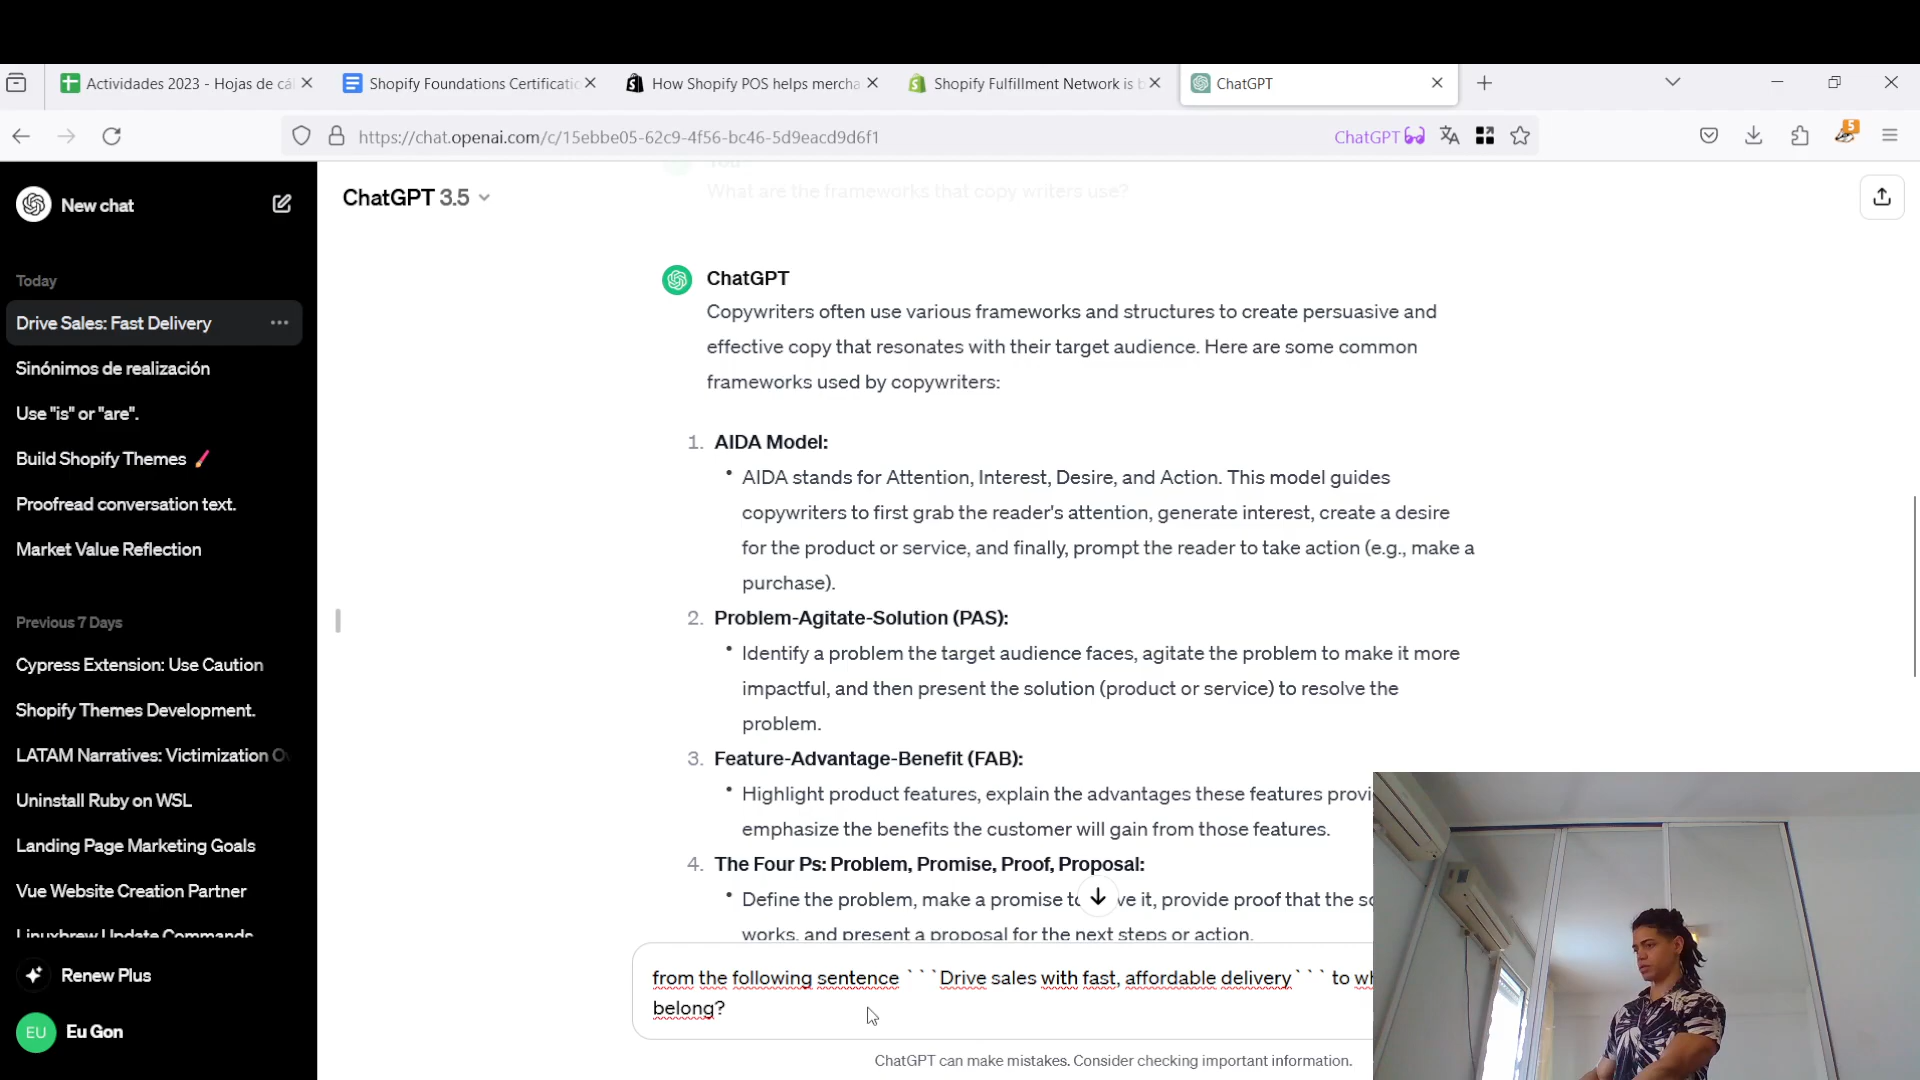 Actividades 2023 - Hojas de cál
Shopify Foundations Certificatio
How Shopify POS helps mercha
Shopify Fulfillment Network is b
ChatGPT
https://chat.openai.com/c/15ebbe05-62c9-4f56-bc46-5d9eacd9d6f1
ChatGPT
5
New chat
Today
Drive Sales: Fast Delivery
Sinónimos de realización
Use "is" or "are".
Build Shopify Themes
Proofread conversation text.
Market Value Reflection
Previous 7 Days
Cypress Extension: Use Caution
Shopify Themes Development.
LATAM Narratives: Victimization Ov
Uninstall Ruby on WSL
Landing Page Marketing Goals
Vue Website Creation Partner
Linuxbrew Update Commands
Renew Plus
EU
Eu Gon
ChatGPT 3.5
You
What are the frameworks that copy writers use?
ChatGPT
Copywriters often use various frameworks and structures to create persuasive and
effective copy that resonates with their target audience. Here are some common
frameworks used by copywriters:
1. AIDA Model:
• AIDA stands for Attention, Interest, Desire, and Action. This model guides
copywriters to first grab the reader's attention, generate interest, create a desire
for the product or service, and finally, prompt the reader to take action (e.g., make a
purchase).
2. Problem-Agitate-Solution (PAS):
• Identify a problem the target audience faces, agitate the problem to make it more
impactful, and then present the solution (product or service) to resolve the
problem.
3. Feature-Advantage-Benefit (FAB):
• Highlight product features, explain the advantages these features provi
emphasize the benefits the customer will gain from those features.
4. The Four Ps: Problem, Promise, Proof, Proposal:
• Define the problem, make a promise to ve it, provide proof that the so
works, and present a proposal for the next steps or action.
from the following sentence ```Drive sales with fast, affordable delivery``` to wh
belong?
ChatGPT can make mistakes. Consider checking important information.